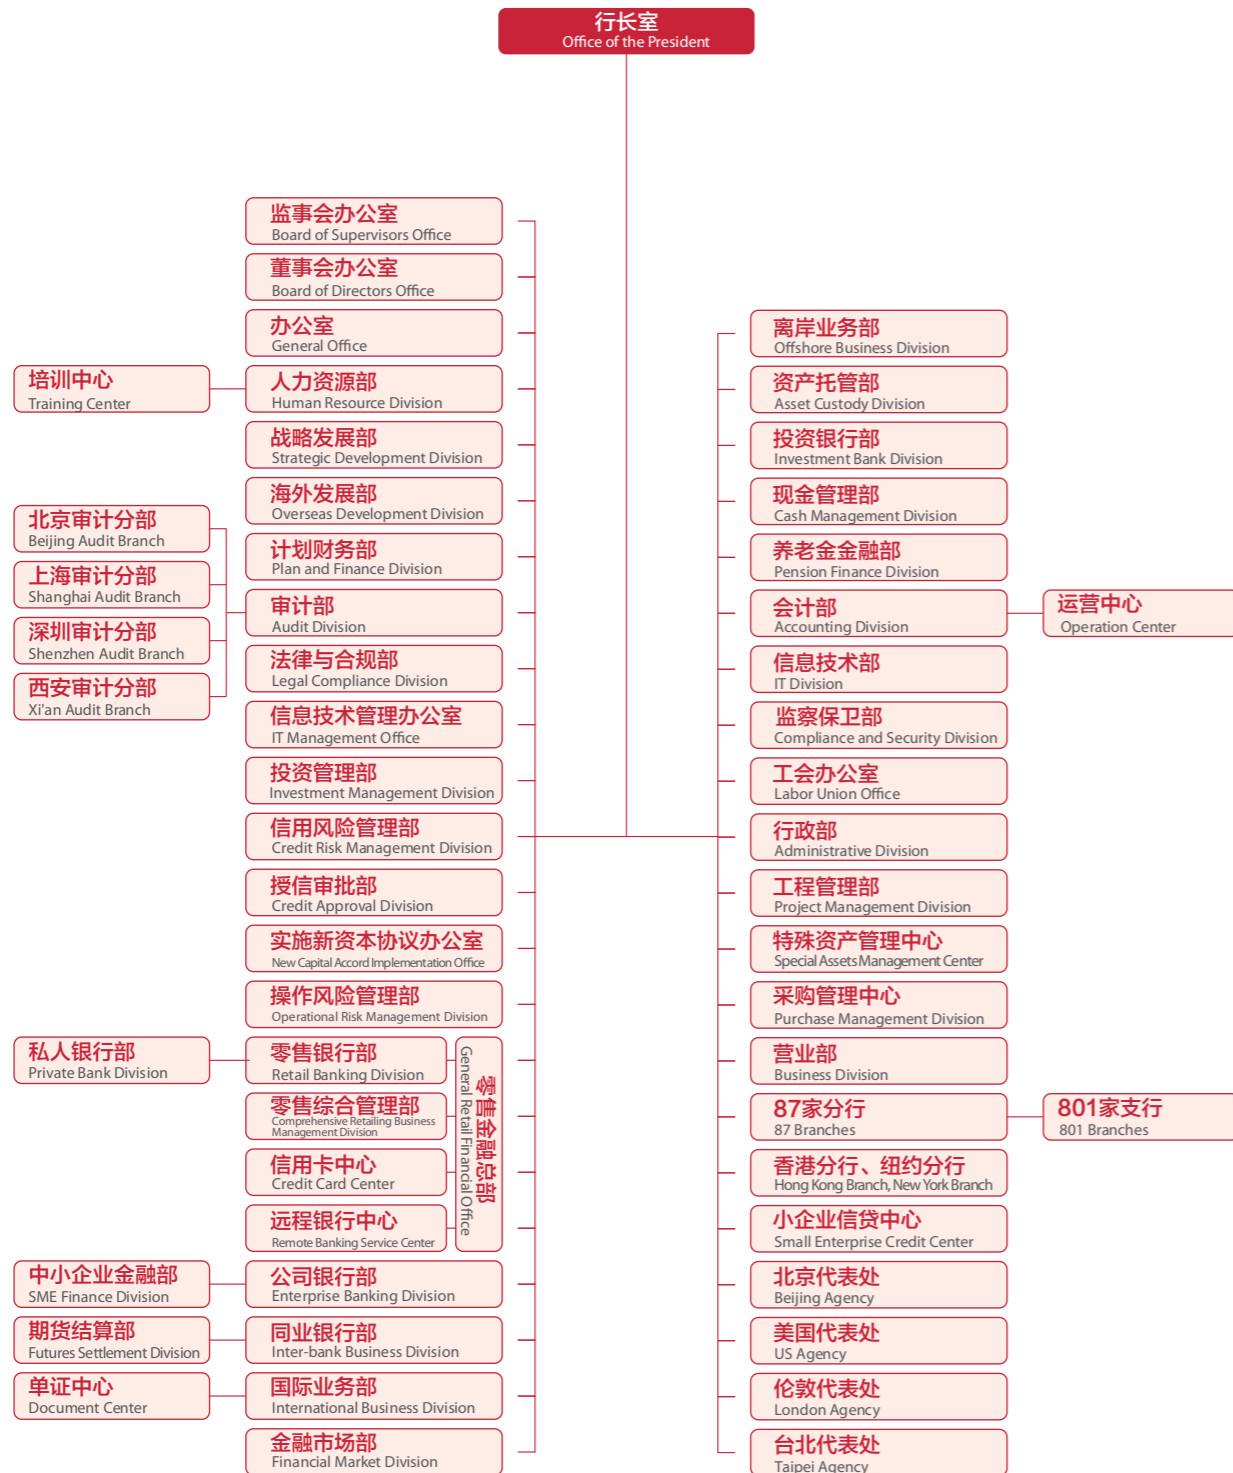 行长室
Office of the President
监事会办公室
Board of Supervisors Office
董事会办公室
Board of Directors Office
办公室
General Office
培训中心
Training Center
人力资源部
Human Resource Division
战略发展部
Strategic Development Division
海外发展部
Overseas Development Division
计划财务部
Plan and Finance Division
北京审计分部
Beijing Audit Branch
上海审计分部
Shanghai Audit Branch
深圳审计分部
Shenzhen Audit Branch
西安审计分部
Xi'an Audit Branch
审计部
Audit Division
法律与合规部
Legal Compliance Division
信息技术管理办公室
IT Management Office
投资管理部
Investment Management Division
信用风险管理部
Credit Risk Management Division
授信审批部
Credit Approval Division
实施新资本协议办公室
New Capital Accord Implementation Office
操作风险管理部
Operational Risk Management Division
私人银行部
Private Bank Division
零售银行部
Retail Banking Division
零售综合管理部
Comprehensive Retailing Business
Management Division
信用卡中心
Credit Card Center
远程银行中心
Remote Banking Service Center
零售金融总部
General Retail Financial Office
中小企业金融部
SME Finance Division
公司银行部
Enterprise Banking Division
期货结算部
Futures Settlement Division
同业银行部
Inter-bank Business Division
单证中心
Document Center
国际业务部
International Business Division
金融市场部
Financial Market Division
离岸业务部
Offshore Business Division
资产托管部
Asset Custody Division
投资银行部
Investment Bank Division
现金管理部
Cash Management Division
养老金金融部
Pension Finance Division
会计部
Accounting Division
运营中心
Operation Center
信息技术部
IT Division
监察保卫部
Compliance and Security Division
工会办公室
Labor Union Office
行政部
Administrative Division
工程管理部
Project Management Division
特殊资产管理中心
Special Assets Management Center
采购管理中心
Purchase Management Division
营业部
Business Division
87家分行
87 Branches
801家支行
801 Branches
香港分行、纽约分行
Hong Kong Branch, New York Branch
小企业信贷中心
Small Enterprise Credit Center
北京代表处
Beijing Agency
美国代表处
US Agency
伦敦代表处
London Agency
台北代表处
Taipei Agency